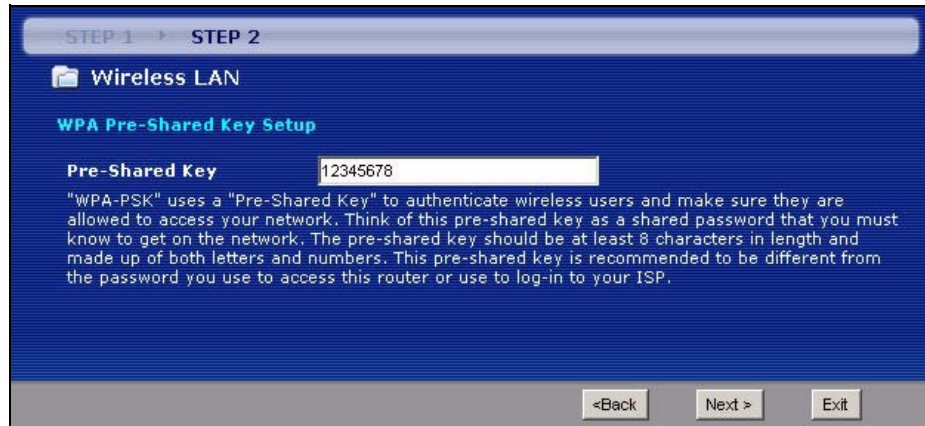 STEP 1 STEP 2
Wireless LAN
WPA Pre-Shared Key Setup
Pre-Shared Key 12345678
"WPA-PSK" uses a "Pre-Shared Key" to authenticate wireless users and make sure they are
allowed to access your network. Think of this pre-shared key as a shared password that you must
know to get on the network. The pre-shared key should be at least 8 characters in length and
made up of both letters and numbers. This pre-shared key is recommended to be different from
the password you use to access this router or use to log-in to your ISP.
<Back Next > Exit